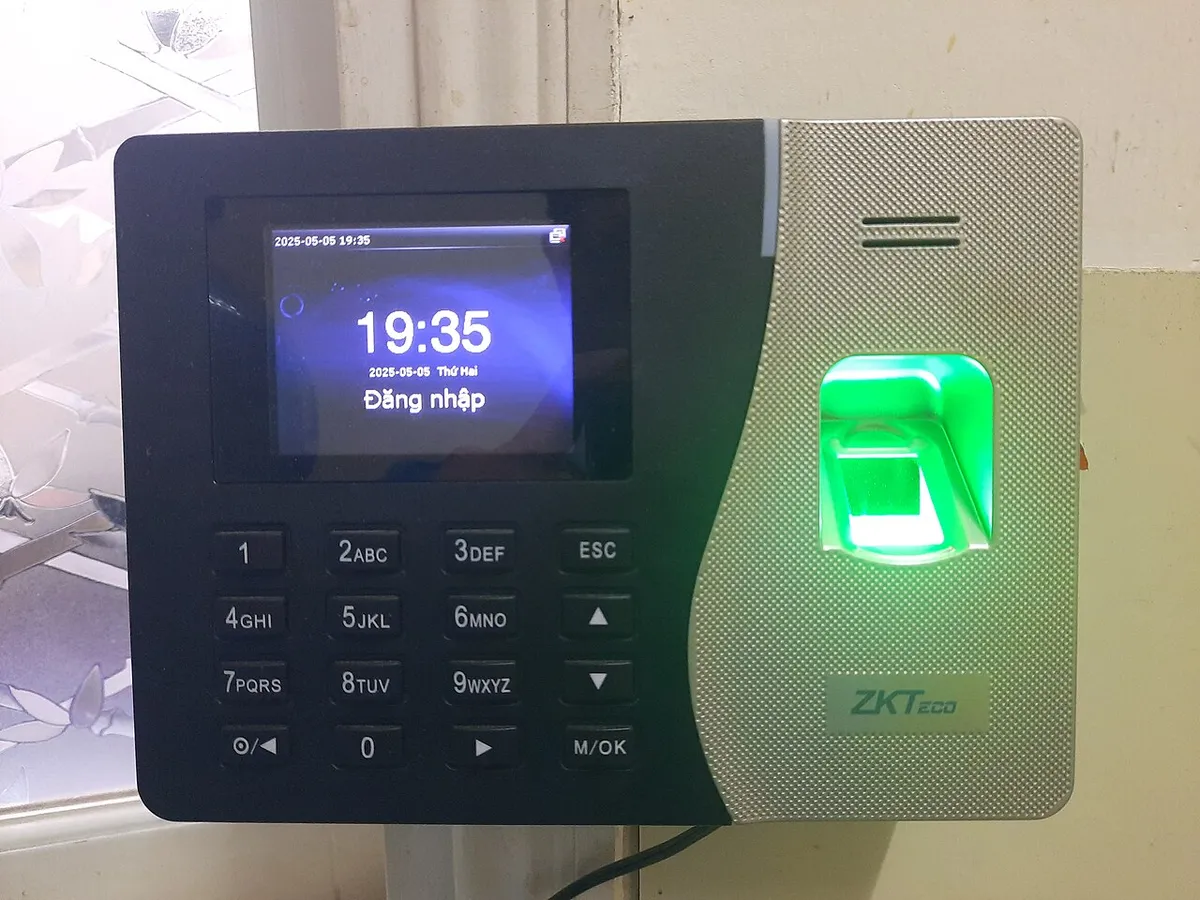 2025-05-05 19:35
19:35
2025-05-05 Thứ Hai
Đăng nhập
1 2ABC 3DEF ESC
4GHI 5JKL 6MNO ▲
7PQRS 8TUV 9WXYZ ▼
⊙/◀ 0 ▶ M/OK
ZKTECO